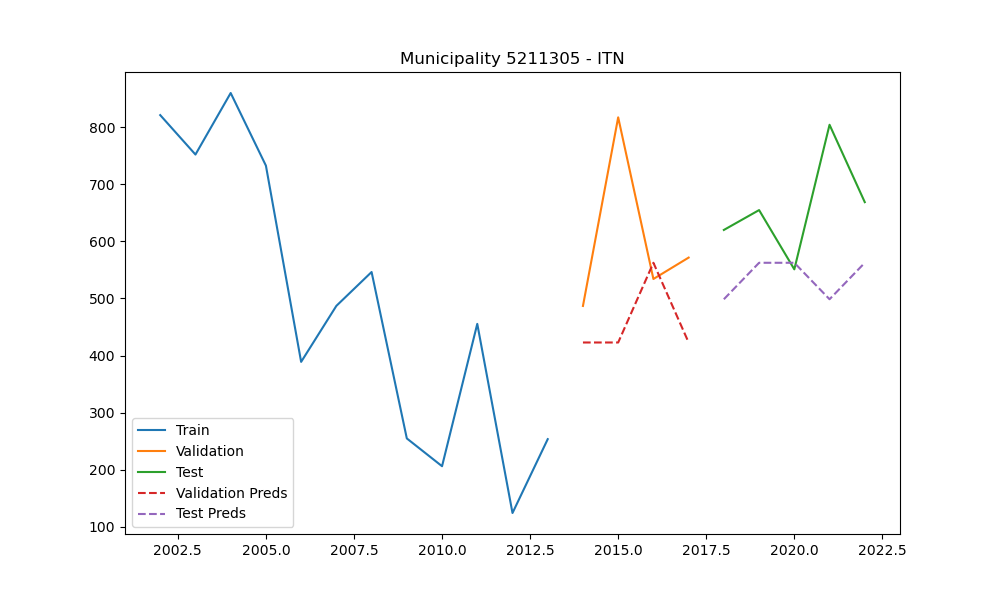 Municipality 5211305 - ITN
800
700
600
500
400
300
200
100
2002.5 2005.0 2007.5 2010.0 2012.5 2015.0 2017.5 2020.0 2022.5
Train
Validation
Test
Validation Preds
Test Preds